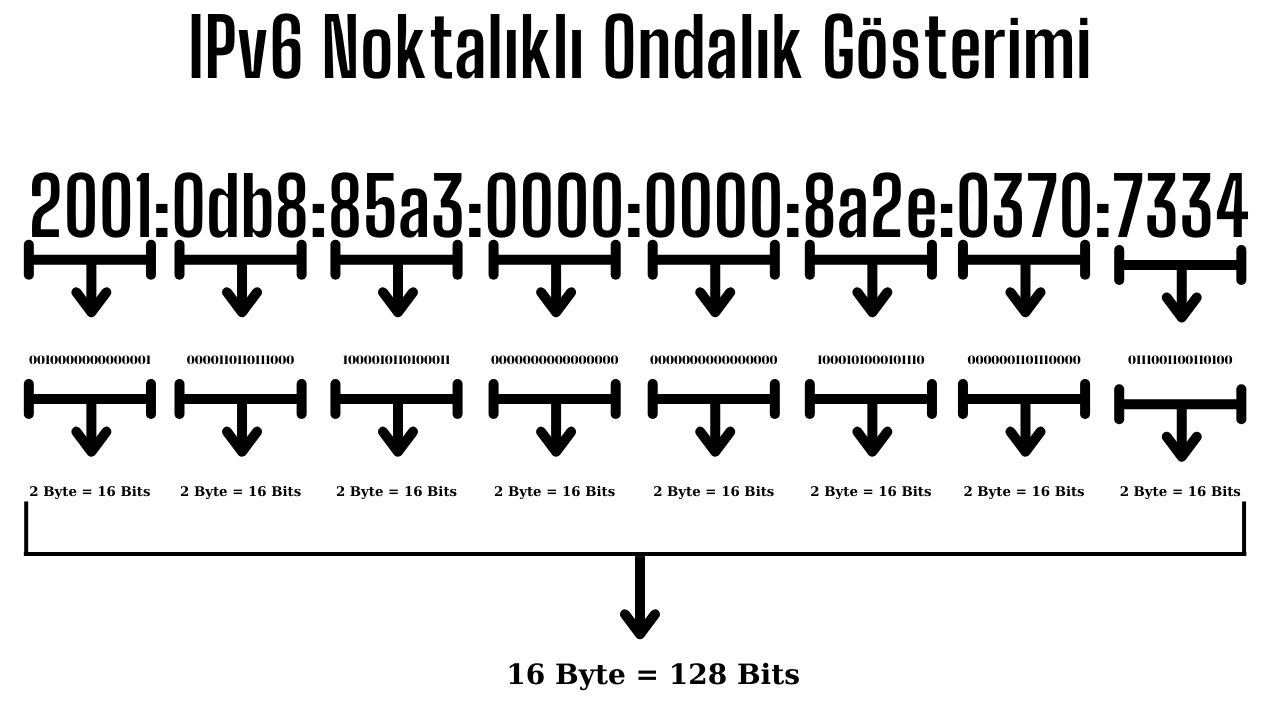 IPv6 Noktalıklı Ondalık Gösterimi
2001:0db8:85a3:0000:0000:8a2e:0370:7334
0010000000000001 0000110110111000 1000010110100011 0000000000000000 0000000000000000 1000101000101110 0000001101110000 0111001100110100
2 Byte = 16 Bits 2 Byte = 16 Bits 2 Byte = 16 Bits 2 Byte = 16 Bits 2 Byte = 16 Bits 2 Byte = 16 Bits 2 Byte = 16 Bits 2 Byte = 16 Bits
16 Byte = 128 Bits